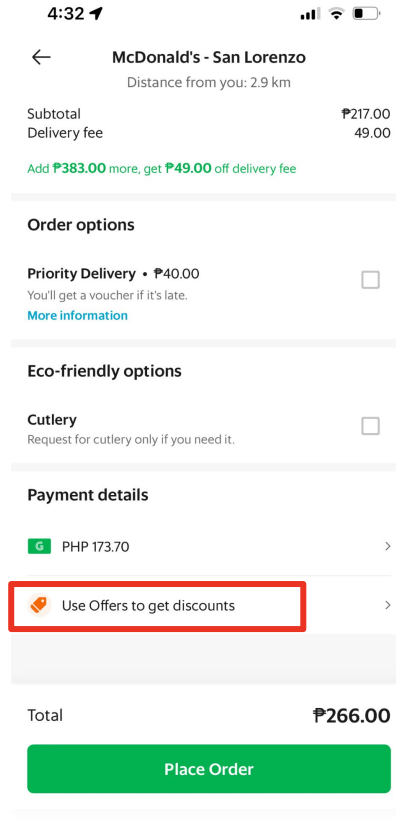 4:32
McDonald's - San Lorenzo
Distance from you: 2.9 km
Subtotal ₱217.00
Delivery fee 49.00
Add ₱383.00 more, get ₱49.00 off delivery fee
Order options
Priority Delivery • ₱40.00
You'll get a voucher if it's late.
More information
Eco-friendly options
Cutlery
Request for cutlery only if you need it.
Payment details
G PHP 173.70
Use Offers to get discounts
Total ₱266.00
Place Order